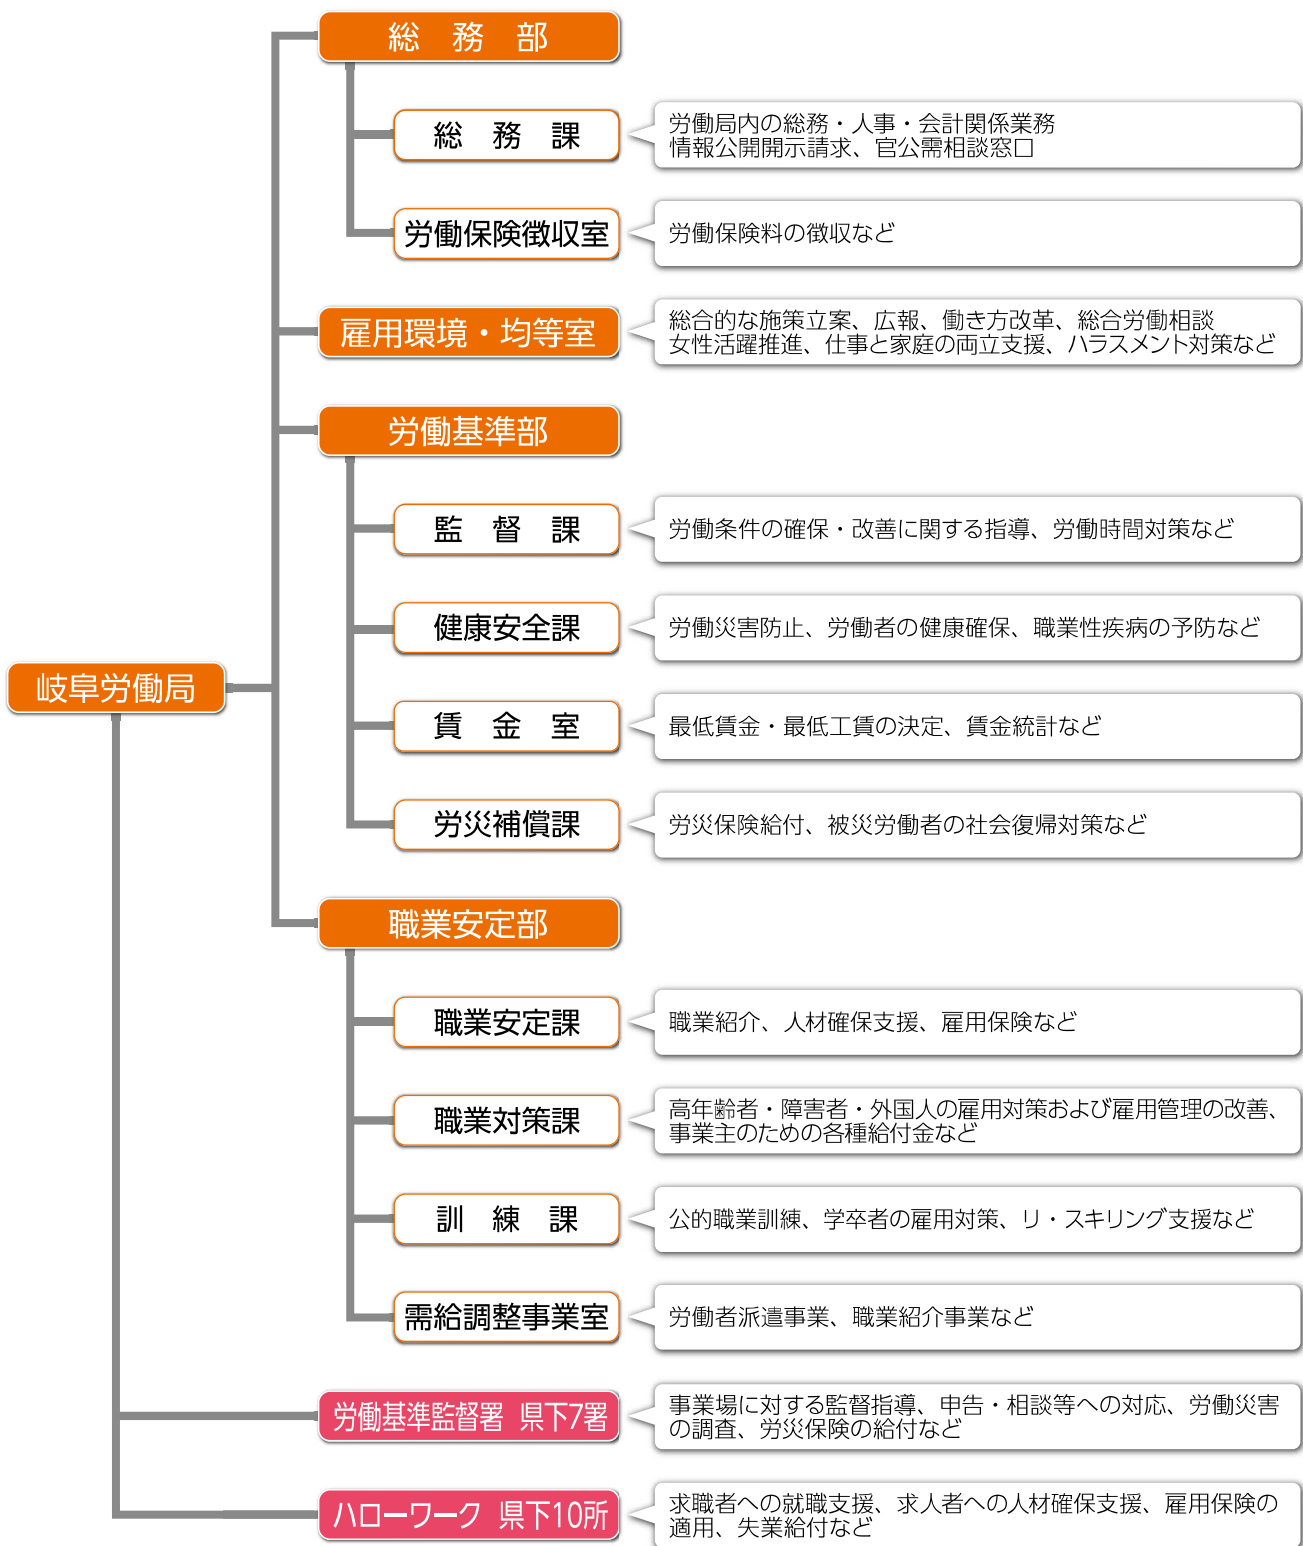 総　務　部
総　務　課
労働局内の総務・人事・会計関係業務
情報公開開示請求、官公需相談窓口
労働保険徴収室
労働保険料の徴収など
雇用環境・均等室
総合的な施策立案、広報、働き方改革、総合労働相談
女性活躍推進、仕事と家庭の両立支援、ハラスメント対策など
労働基準部
監　督　課
労働条件の確保・改善に関する指導、労働時間対策など
健康安全課
労働災害防止、労働者の健康確保、職業性疾病の予防など
岐阜労働局
賃　金　室
最低賃金・最低工賃の決定、賃金統計など
労災補償課
労災保険給付、被災労働者の社会復帰対策など
職業安定部
職業安定課
職業紹介、人材確保支援、雇用保険など
職業対策課
高年齢者・障害者・外国人の雇用対策および雇用管理の改善、
事業主のための各種給付金など
訓　練　課
公的職業訓練、学卒者の雇用対策、リ・スキリング支援など
需給調整事業室
労働者派遣事業、職業紹介事業など
労働基準監督署 県下7署
事業場に対する監督指導、申告・相談等への対応、労働災害
の調査、労災保険の給付など
ハローワーク 県下10所
求職者への就職支援、求人者への人材確保支援、雇用保険の
適用、失業給付など